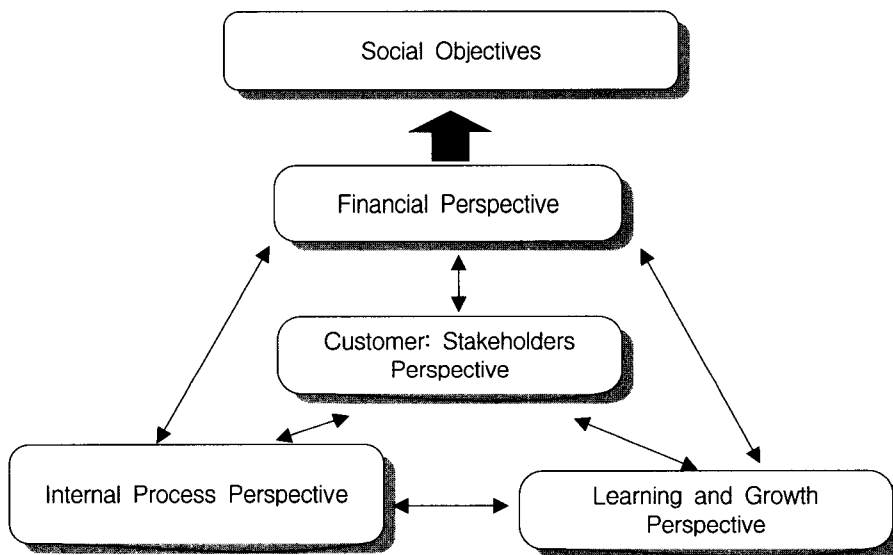 Social Objectives
Financial Perspective
Customer: Stakeholders
Perspective
Internal Process Perspective
Learning and Growth
Perspective